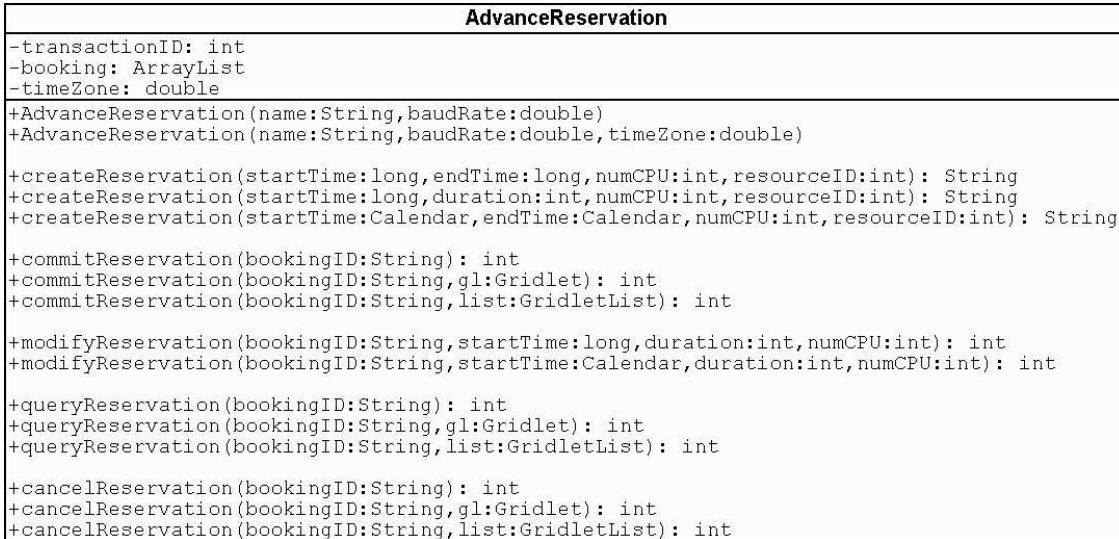 AdvanceReservation
-transactionID: int
-booking: ArrayList
-timeZone: double
+AdvanceReservation(name:String,baudRate:double)
+AdvanceReservation(name:String,baudRate:double,timeZone:double)
+createReservation(startTime:long,endTime:long,numCPU:int,resourceID:int): String
+createReservation(startTime:long,duration:int,numCPU:int,resourceID:int): String
+createReservation(startTime:Calendar,endTime:Calendar,numCPU:int,resourceID:int): String
+commitReservation(bookingID:String): int
+commitReservation(bookingID:String,gl:Gridlet): int
+commitReservation(bookingID:String,list:GridletList): int
+modifyReservation(bookingID:String,startTime:long,duration:int,numCPU:int): int
+modifyReservation(bookingID:String,startTime:Calendar,duration:int,numCPU:int): int
+queryReservation(bookingID:String): int
+queryReservation(bookingID:String,gl:Gridlet): int
+queryReservation(bookingID:String,list:GridletList): int
+cancelReservation(bookingID:String): int
+cancelReservation(bookingID:String,gl:Gridlet): int
+cancelReservation(bookingID:String,list:GridletList): int